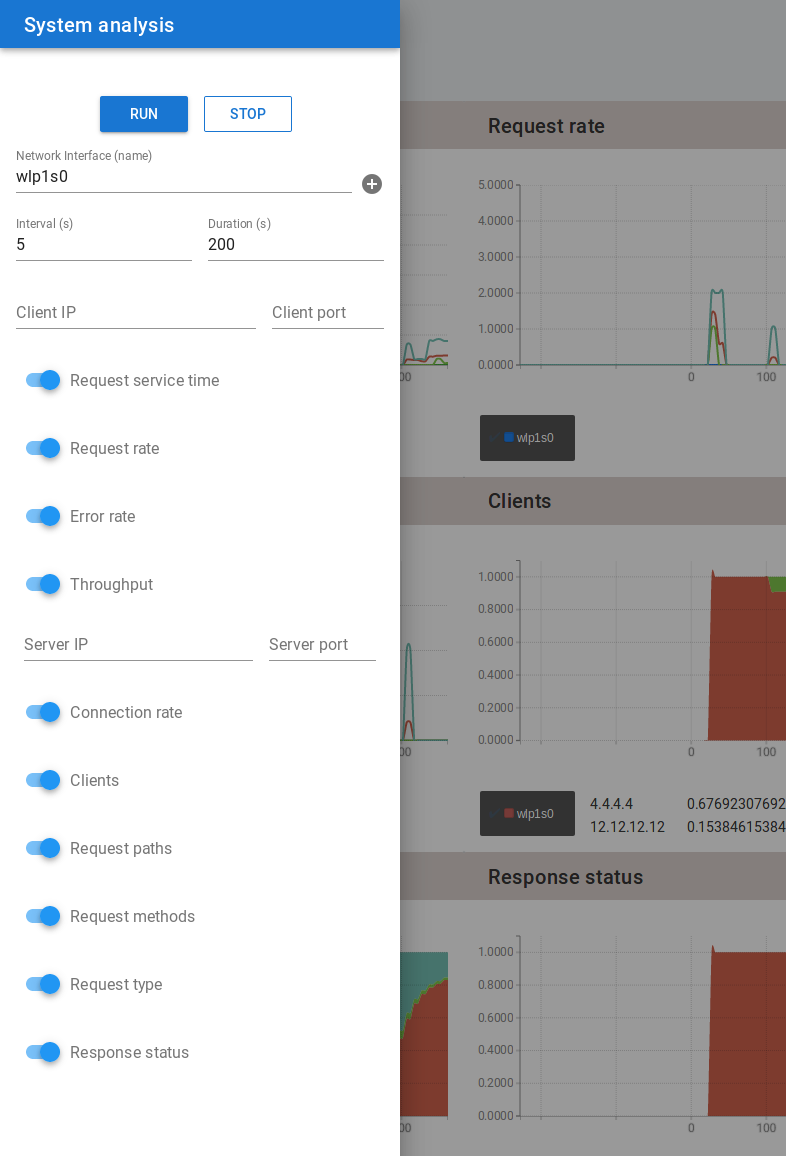 System analysis
RUN
STOP
Network Interface (name)
wlp1s0
Interval (s)
Duration (s)
5
200
Client IP
Client port
Request service time
Request rate
Error rate
Throughput
Server IP
Server port
Connection rate
Clients
Request paths
Request methods
Request type
Response status
Request rate
5.0000
4.0000
3.0000
2.0000
1.0000
0.0000
00
0
100
wlp1s0
Clients
1.0000
0.8000
0.6000
0.4000
0.2000
0.0000
00
0
100
wlp1s0
4.4.4.4
0.67692307692
12.12.12.12
0.15384615384
Response status
1.0000
0.8000
0.6000
0.4000
0.2000
0.0000
00
0
100